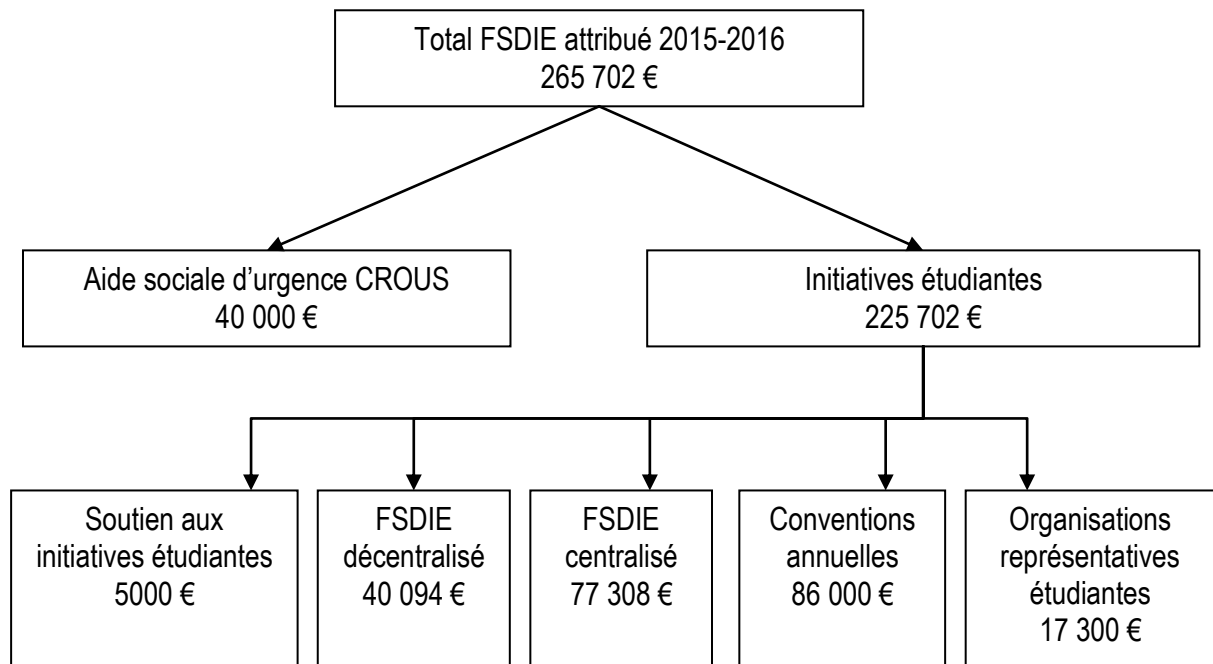 Total FSDIE attribué 2015-2016
265 702 €
Aide sociale d’urgence CROUS
40 000 €
Initiatives étudiantes
225 702 €
Soutien aux
initiatives étudiantes
5000 €
FSDIE
décentralisé
40 094 €
FSDIE
centralisé
77 308 €
Conventions
annuelles
86 000 €
Organisations
représentatives
étudiantes
17 300 €